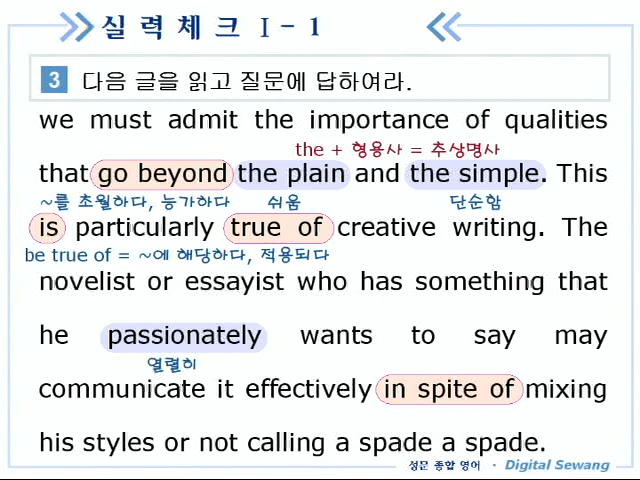 실력체크 I - 1
3 다음 글을 읽고 질문에 답하여라.
we must admit the importance of qualities
the + 형용사 = 추상명사
that go beyond the plain and the simple. This
~를 초월하다, 능가하다 쉬움 단순함
is particularly true of creative writing. The
be true of = ~에 해당하다, 적용되다
novelist or essayist who has something that
he passionately wants to say may
열렬히
communicate it effectively in spite of mixing
his styles or not calling a spade a spade.
정문 종합 영어 · Digital Sewang